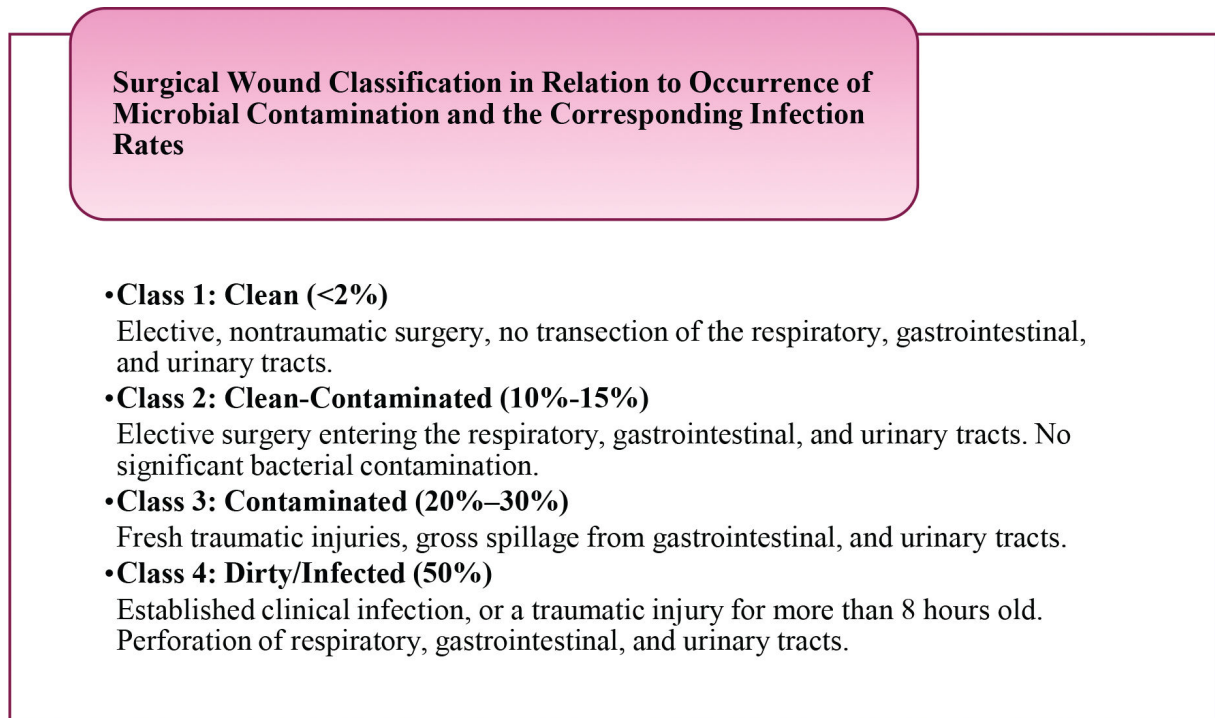 Surgical Wound Classification in Relation to Occurrence of
Microbial Contamination and the Corresponding Infection
Rates
•Class 1: Clean (<2%)
Elective, nontraumatic surgery, no transection of the respiratory, gastrointestinal,
and urinary tracts.
•Class 2: Clean-Contaminated (10%-15%)
Elective surgery entering the respiratory, gastrointestinal, and urinary tracts. No
significant bacterial contamination.
•Class 3: Contaminated (20%–30%)
Fresh traumatic injuries, gross spillage from gastrointestinal, and urinary tracts.
•Class 4: Dirty/Infected (50%)
Established clinical infection, or a traumatic injury for more than 8 hours old.
Perforation of respiratory, gastrointestinal, and urinary tracts.